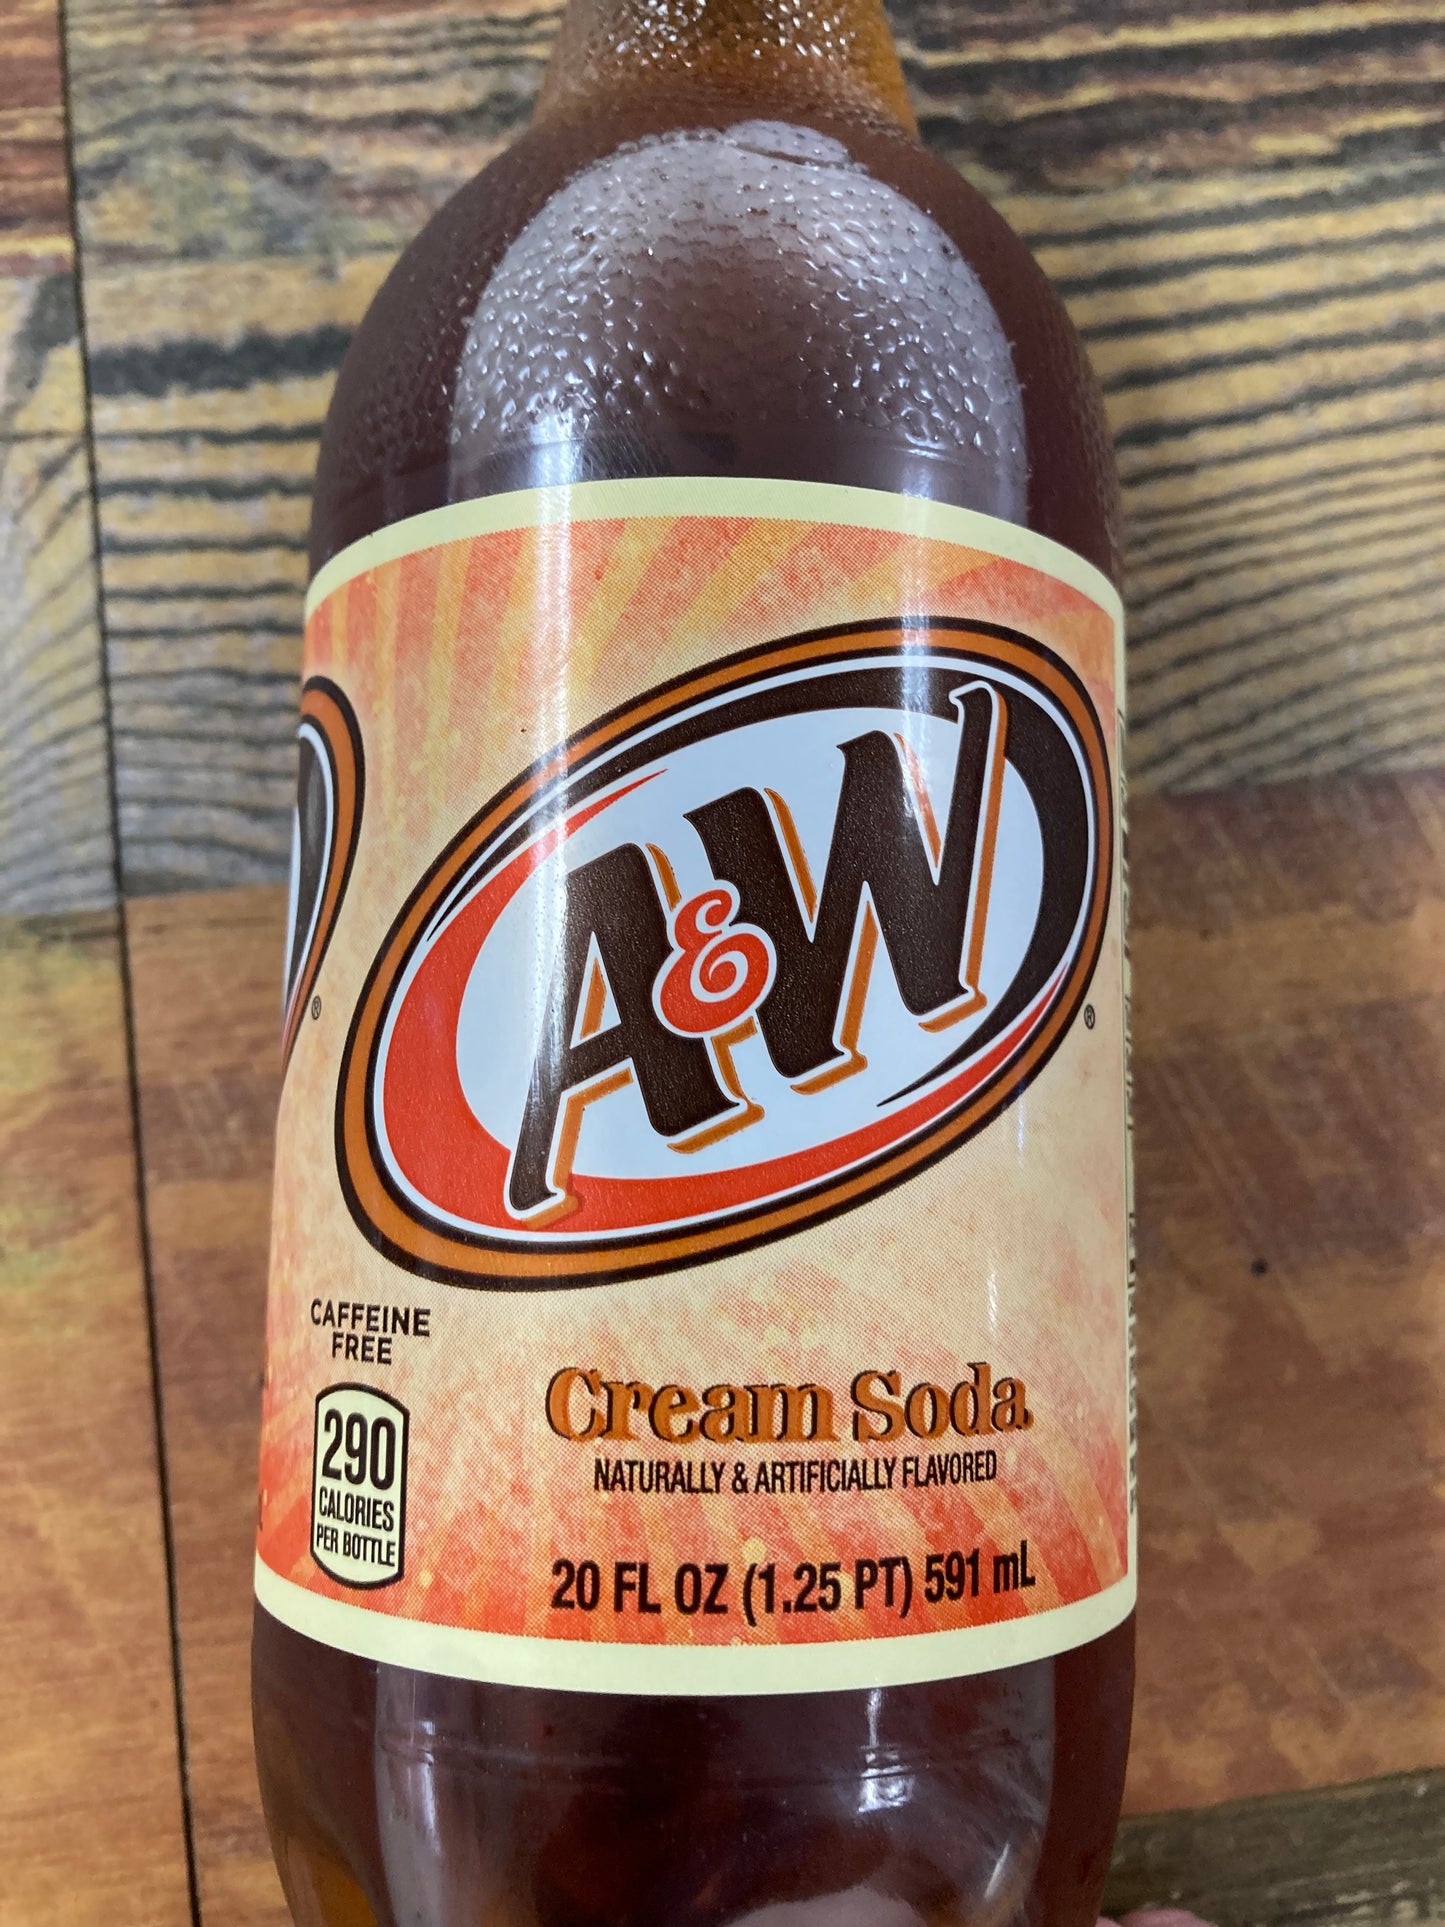 A&W
®
®
CAFFEINE
FREE
290
CALORIES
PER BOTTLE
Cream Soda
NATURALLY & ARTIFICIALLY FLAVORED
20 FL OZ (1.25 PT) 591 mL